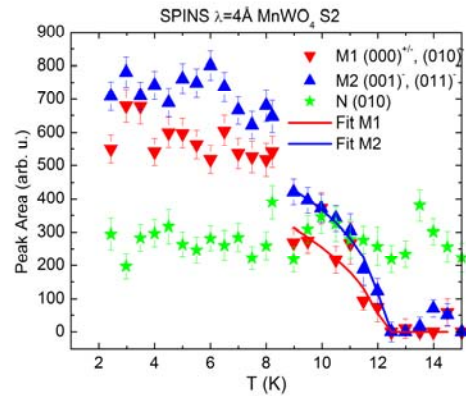 SPINS λ=4Å MnWO₄ S2
M1 (000)⁺/⁻, (010)⁻
M2 (001)⁻, (011)⁻
N (010)
Fit M1
Fit M2
Peak Area (arb. u.)
900
800
700
600
500
400
300
200
100
0
2 4 6 8 10 12 14
T (K)